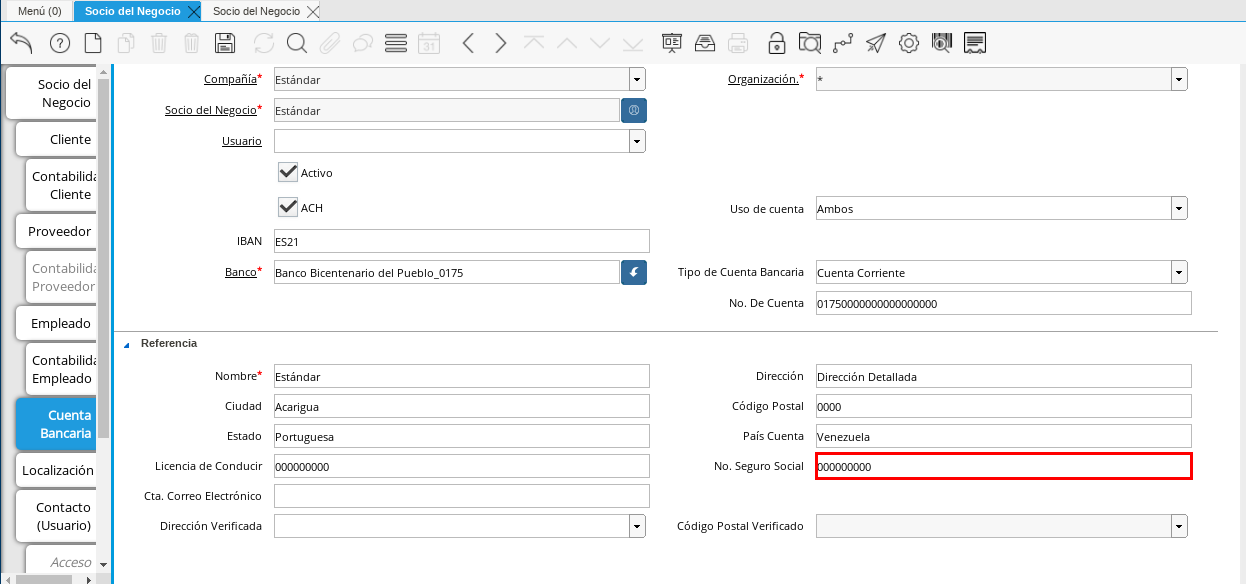 Menú (0)
Socio del Negocio
Socio del Negocio
31
Socio del
Negocio
Cliente
Contabilida
Cliente
Proveedor
Contabilida
Proveedor
Empleado
Contabilida
Empleado
Cuenta
Bancaria
Localización
Contacto
(Usuario)
Acceso
Compañía* Estándar
Organización.* *
Socio del Negocio* Estándar
Usuario
Activo
ACH
Uso de cuenta Ambos
IBAN ES21
Banco* Banco Bicentenario del Pueblo_0175
Tipo de Cuenta Bancaria Cuenta Corriente
No. De Cuenta 01750000000000000000
Referencia
Nombre* Estándar
Dirección Dirección Detallada
Ciudad Acarigua
Código Postal 0000
Estado Portuguesa
País Cuenta Venezuela
Licencia de Conducir 000000000
No. Seguro Social 000000000
Cta. Correo Electrónico
Dirección Verificada
Código Postal Verificado